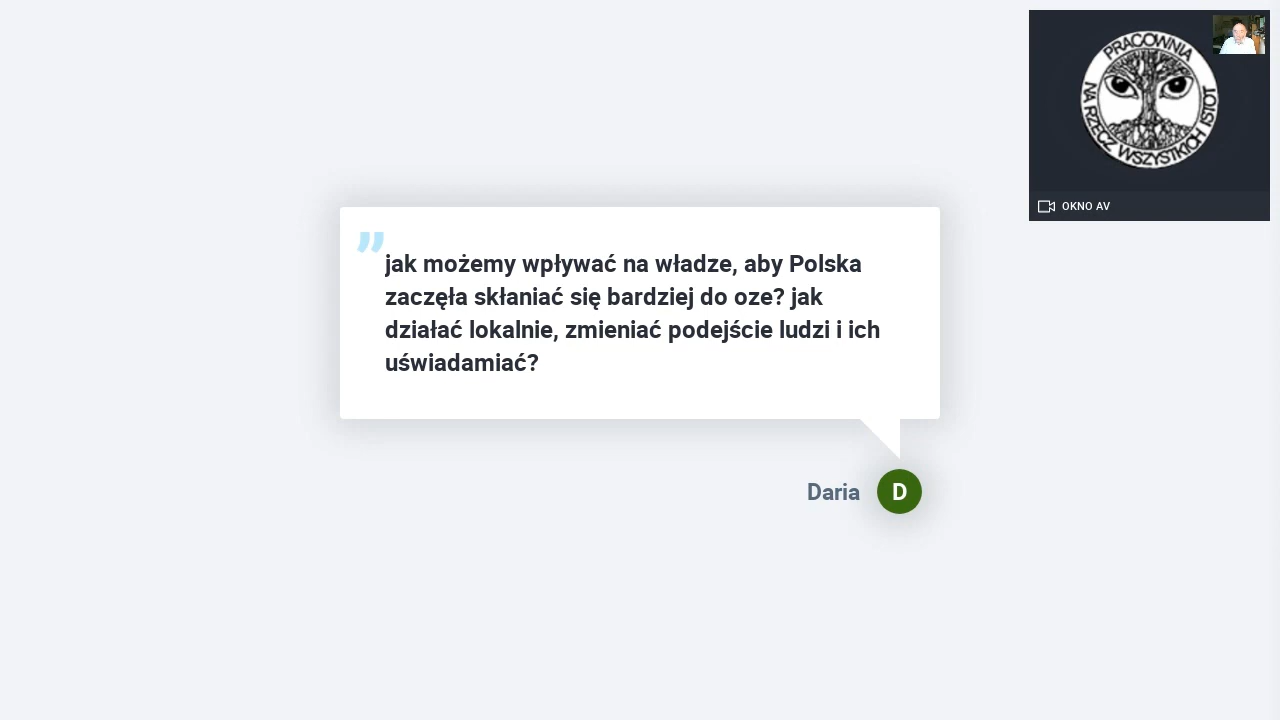 PRACOWNIA
NA RZECZ WSZYSTKICH ISTOT
OKNO AV
”
jak możemy wpływać na władze, aby Polska
zaczęła skłaniać się bardziej do oze? jak
działać lokalnie, zmieniać podejście ludzi i ich
uświadamiać?
Daria D